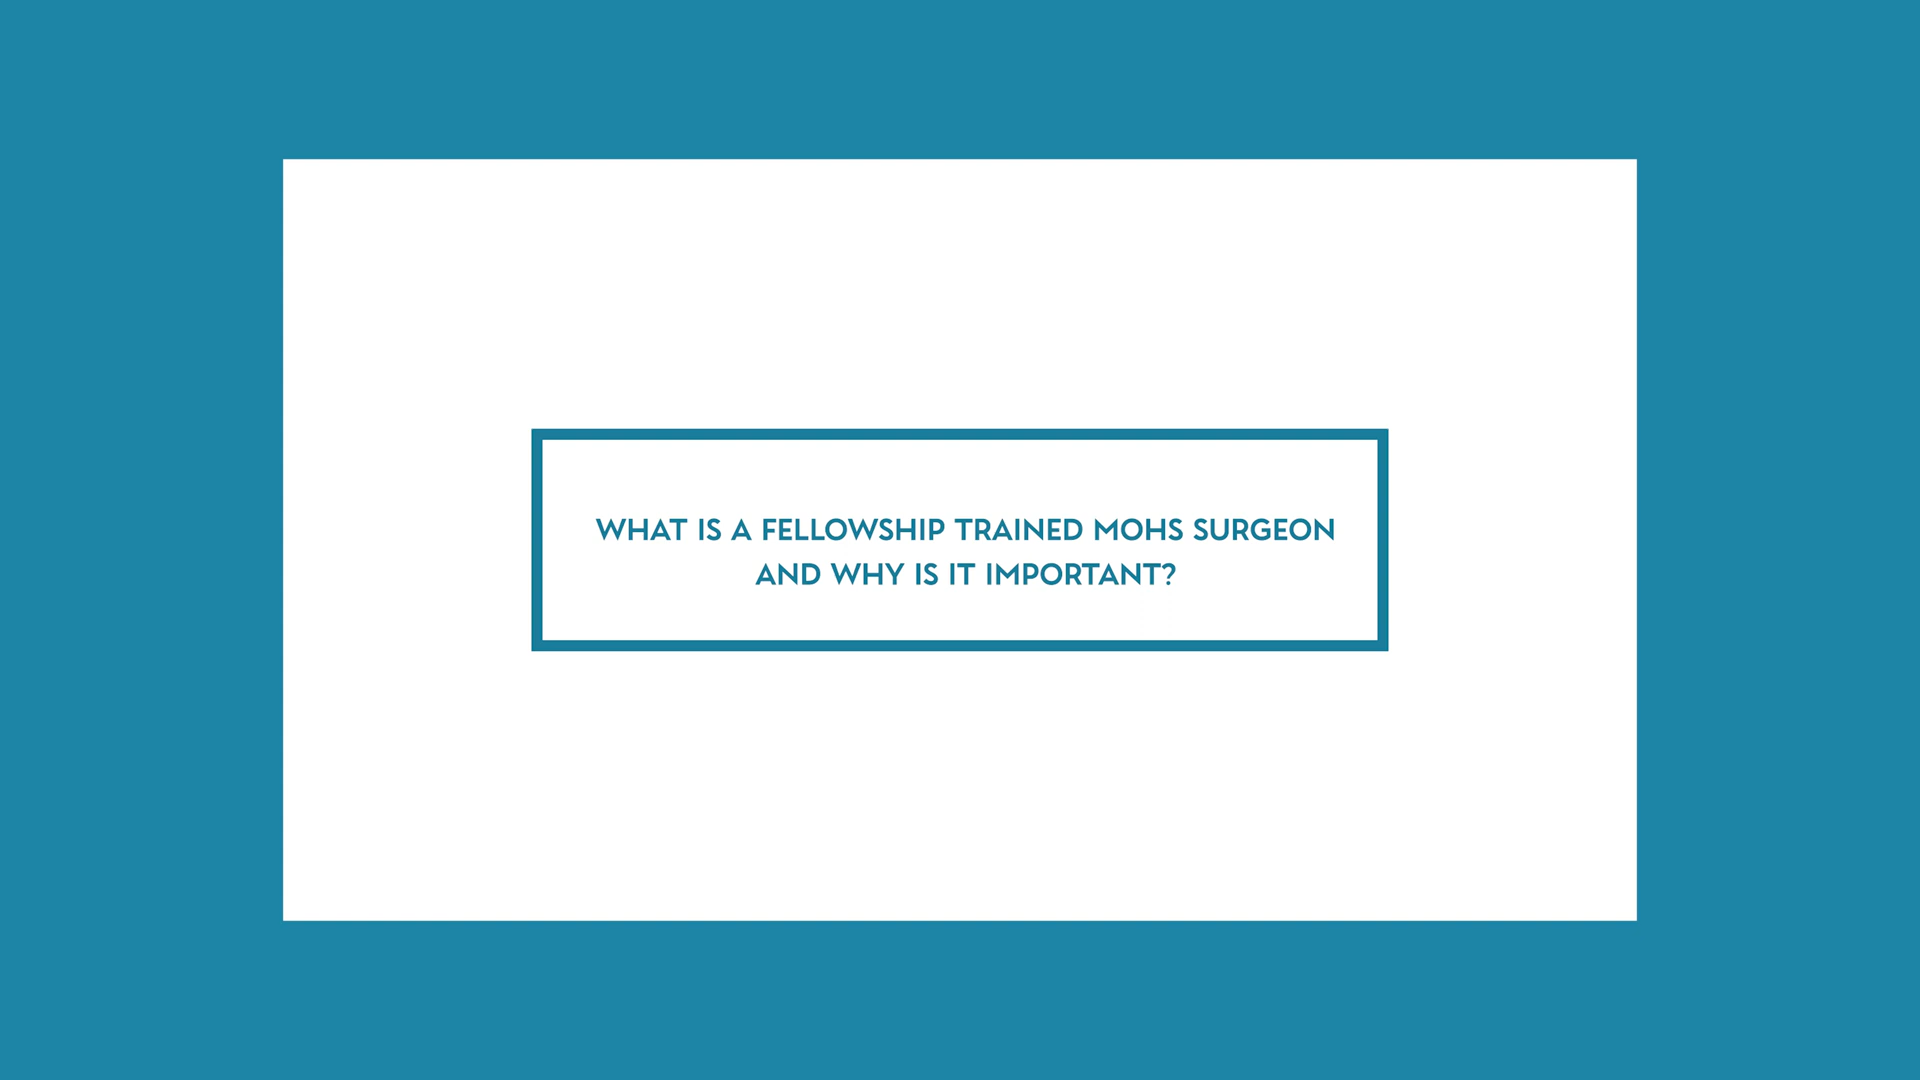 WHAT IS A FELLOWSHIP TRAINED MOHS SURGEON
AND WHY IS IT IMPORTANT?